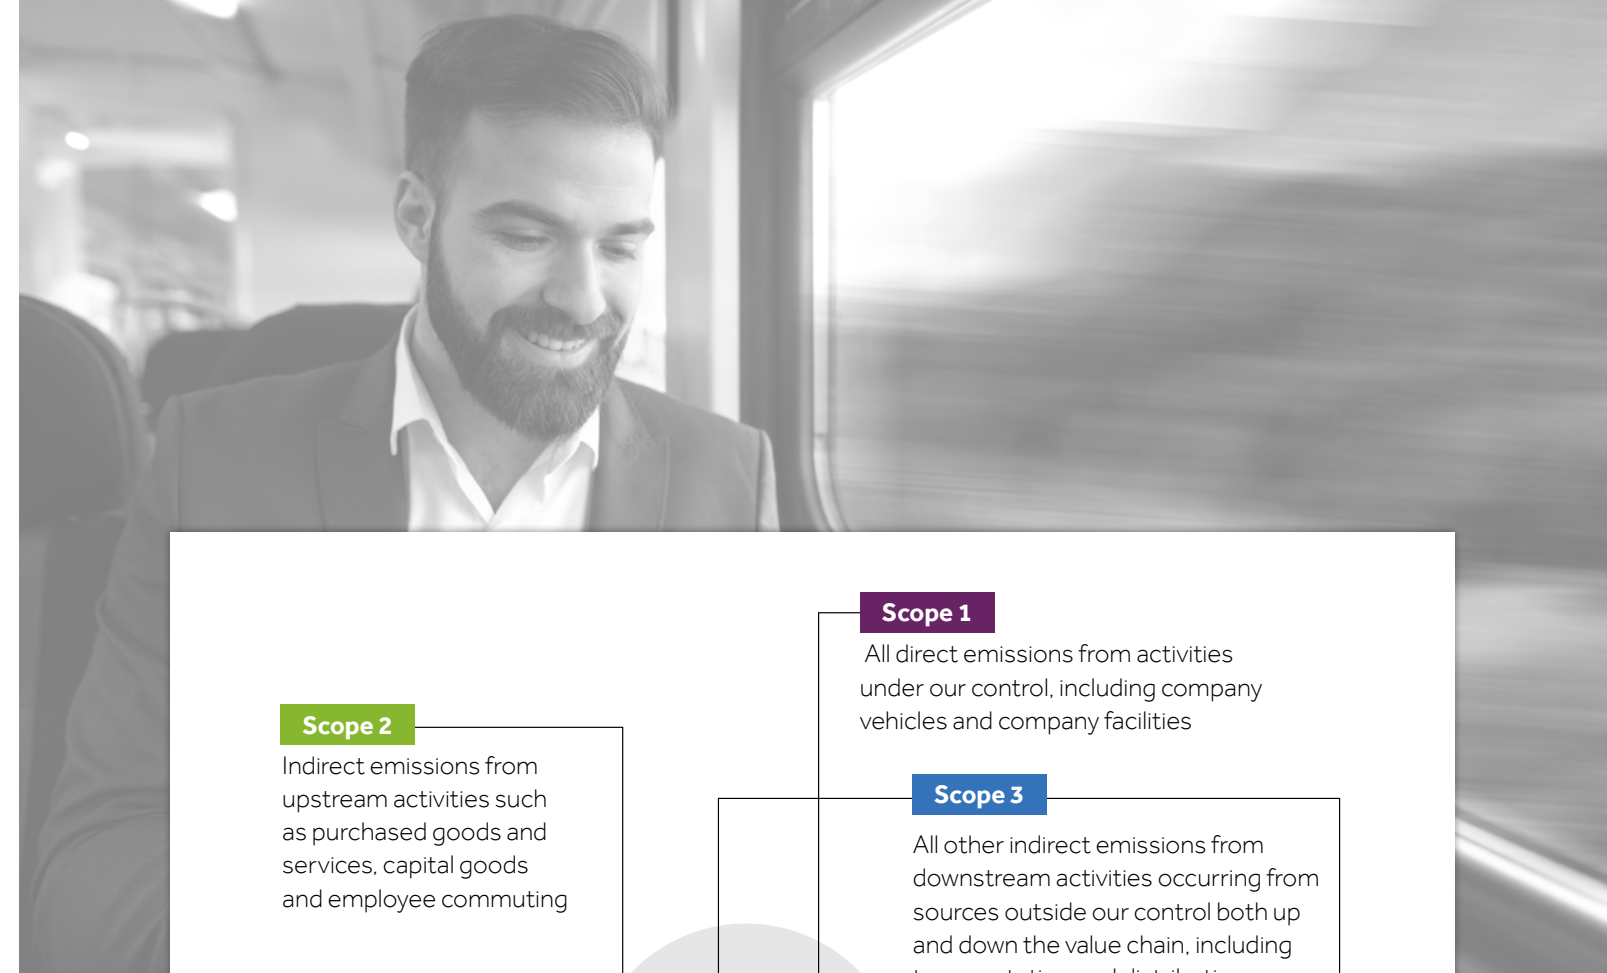 Scope 1
All direct emissions from activities
under our control, including company
vehicles and company facilities
Scope 2
Indirect emissions from
upstream activities such
as purchased goods and
services, capital goods
and employee commuting
Scope 3
All other indirect emissions from
downstream activities occurring from
sources outside our control both up
and down the value chain, including